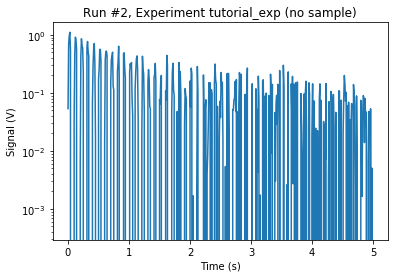 Run #2, Experiment tutorial_exp (no sample)
Signal (V)
10⁰
10⁻¹
10⁻²
10⁻³
0 1 2 3 4 5
Time (s)